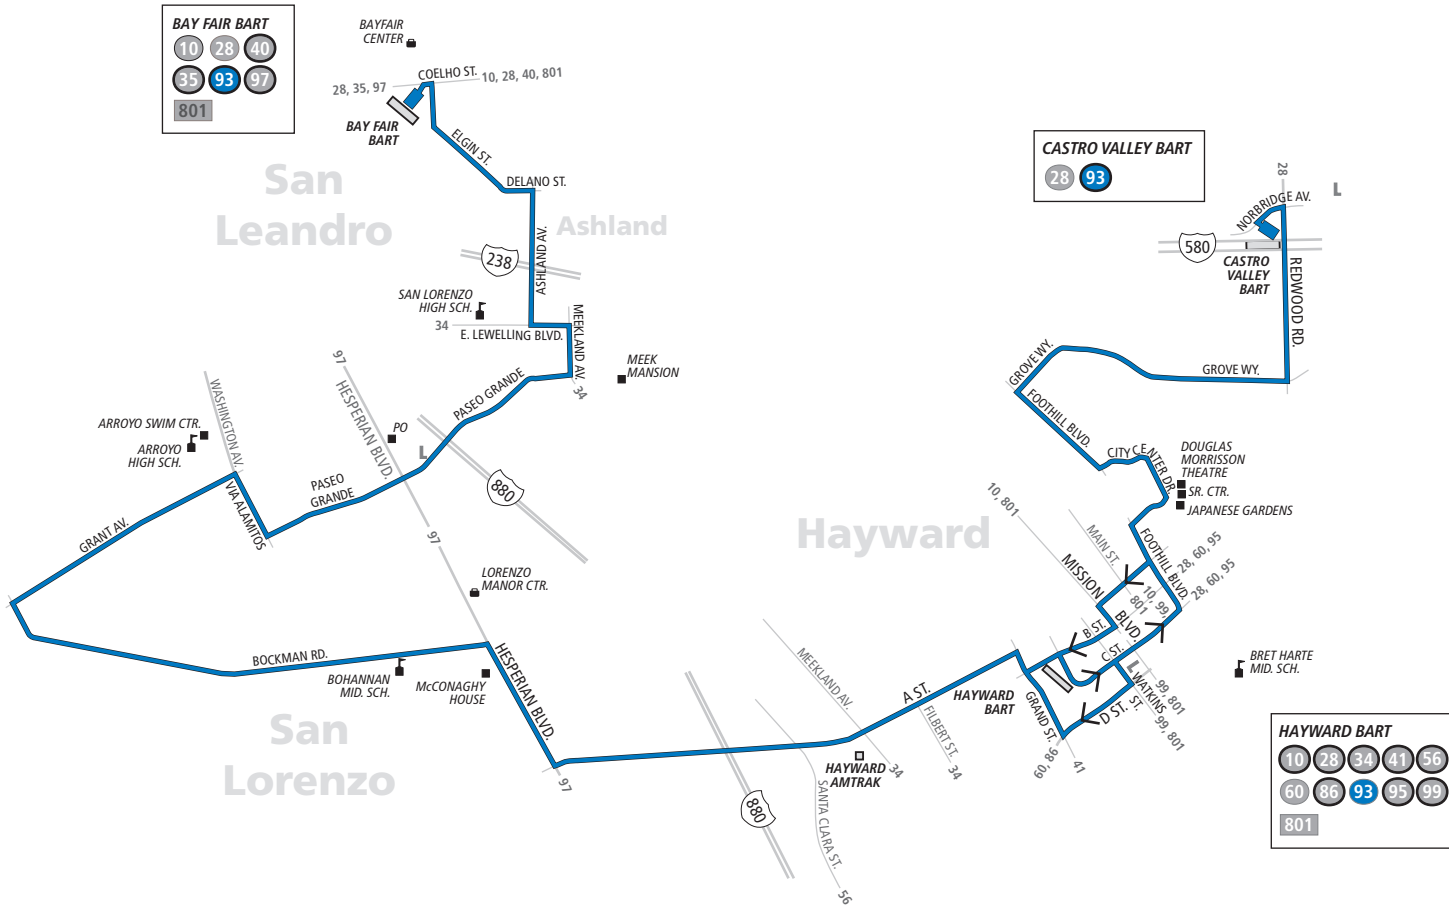 BAY FAIR BART
10 28 40
35 93 97
801
BAYFAIR
CENTER
COELHO ST.
10, 28, 40, 801
28, 35, 97
BAY FAIR
BART
ELGIN ST.
DELANO ST.
San
Leandro
Ashland
ASHLAND AV.
238
SAN LORENZO
HIGH SCH.
34
E. LEWELLING BLVD.
MEEKLAND AV.
34
MEEK
MANSION
PASEO GRANDE
97
HESPERIAN BLVD.
PO
L
880
WASHINGTON AV.
ARROYO SWIM CTR.
ARROYO
HIGH SCH.
PASEO
GRANDE
VIA ALAMITOS
GRANT AV.
97
LORENZO
MANOR CTR.
BOCKMAN RD.
BOHANNAN
MID. SCH.
McCONAGHY
HOUSE
HESPERIAN BLVD.
San
Lorenzo
97
880
MEEKLAND AV.
SANTA CLARA ST.
56
HAYWARD
AMTRAK
34
A ST.
FILBERT ST.
34
HAYWARD
BART
GRAND ST.
60, 86
41
D ST.
WATKINS
ST.
99, 801
99, 801
L
C ST.
B ST.
MISSION
BLVD.
10, 801
MAIN ST.
10, 99,
801
28, 60, 95
28, 60, 95
FOOTHILL BLVD.
Hayward
CITY CENTER DR.
DOUGLAS
MORRISSON
THEATRE
SR. CTR.
JAPANESE GARDENS
FOOTHILL BLVD.
GROVE WY.
GROVE WY.
REDWOOD RD.
CASTRO VALLEY BART
28 93
28
L
NORBRIDGE AV.
580
CASTRO
VALLEY
BART
BRET HARTE
MID. SCH.
HAYWARD BART
10 28 34 41 56
60 86 93 95 99
801